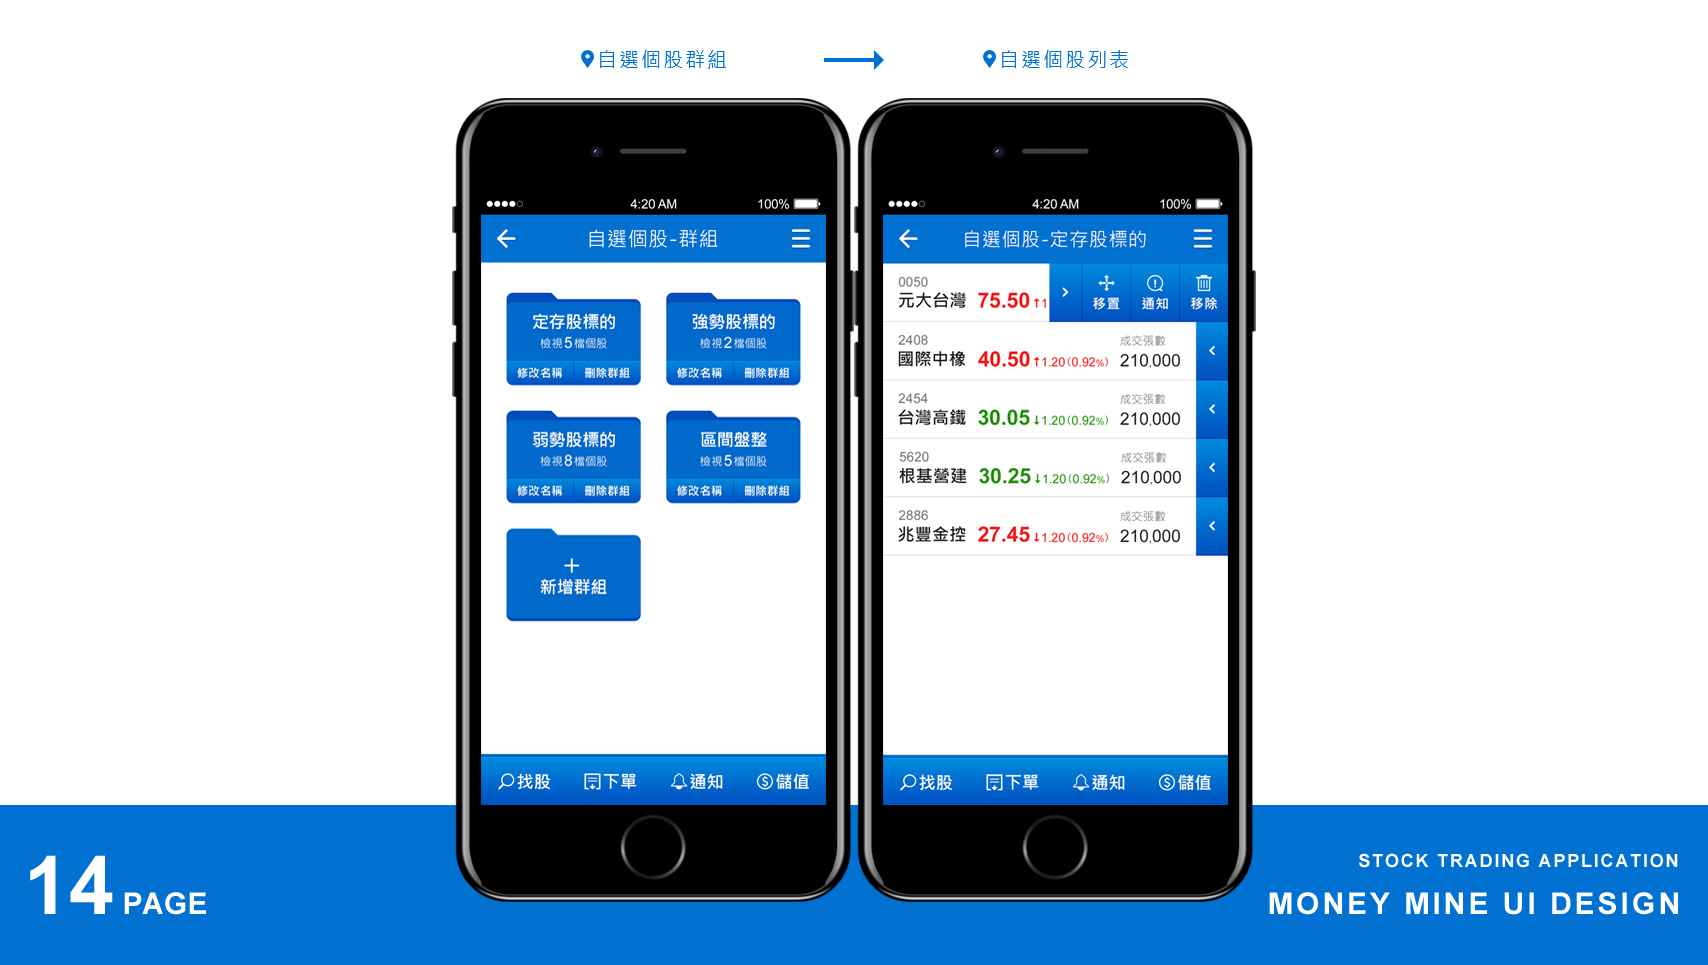 自選個股群組
自選個股列表
4:20 AM 100%
自選個股-群組
定存股標的
檢視5檔個股
修改名稱 刪除群組
強勢股標的
檢視2檔個股
修改名稱 刪除群組
弱勢股標的
檢視8檔個股
修改名稱 刪除群組
區間盤整
檢視5檔個股
修改名稱 刪除群組
+
新增群組
找股 下單 通知 儲值
4:20 AM 100%
自選個股-定存股標的
0050
元大台灣 75.50 ↑1
移置 通知 移除
2408 成交張數
國際中橡 40.50 ↑1.20(0.92%) 210,000
2454 成交張數
台灣高鐵 30.05 ↓1.20(0.92%) 210,000
5620 成交張數
根基營建 30.25 ↓1.20(0.92%) 210,000
2886 成交張數
兆豐金控 27.45 ↓1.20(0.92%) 210,000
找股 下單 通知 儲值
14 PAGE
STOCK TRADING APPLICATION
MONEY MINE UI DESIGN